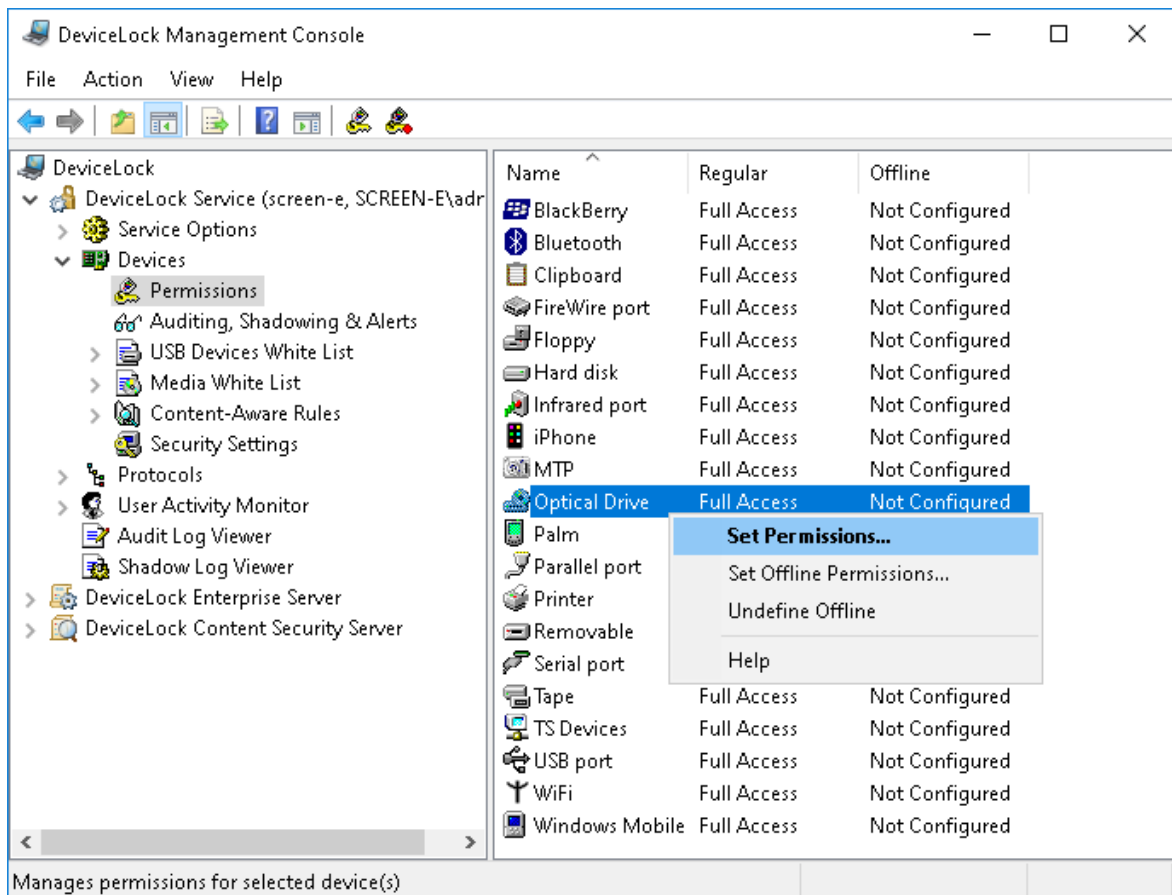 DeviceLock Management Console
File Action View Help
DeviceLock
DeviceLock Service (screen-e, SCREEN-E\adr
Service Options
Devices
Permissions
Auditing, Shadowing & Alerts
USB Devices White List
Media White List
Content-Aware Rules
Security Settings
Protocols
User Activity Monitor
Audit Log Viewer
Shadow Log Viewer
DeviceLock Enterprise Server
DeviceLock Content Security Server
Name Regular Offline
BlackBerry Full Access Not Configured
Bluetooth Full Access Not Configured
Clipboard Full Access Not Configured
FireWire port Full Access Not Configured
Floppy Full Access Not Configured
Hard disk Full Access Not Configured
Infrared port Full Access Not Configured
iPhone Full Access Not Configured
MTP Full Access Not Configured
Optical Drive Full Access Not Configured
Palm
Parallel port
Printer
Removable
Serial port
Set Permissions...
Set Offline Permissions...
Undefine Offline
Help
Tape Full Access Not Configured
TS Devices Full Access Not Configured
USB port Full Access Not Configured
WiFi Full Access Not Configured
Windows Mobile Full Access Not Configured
Manages permissions for selected device(s)